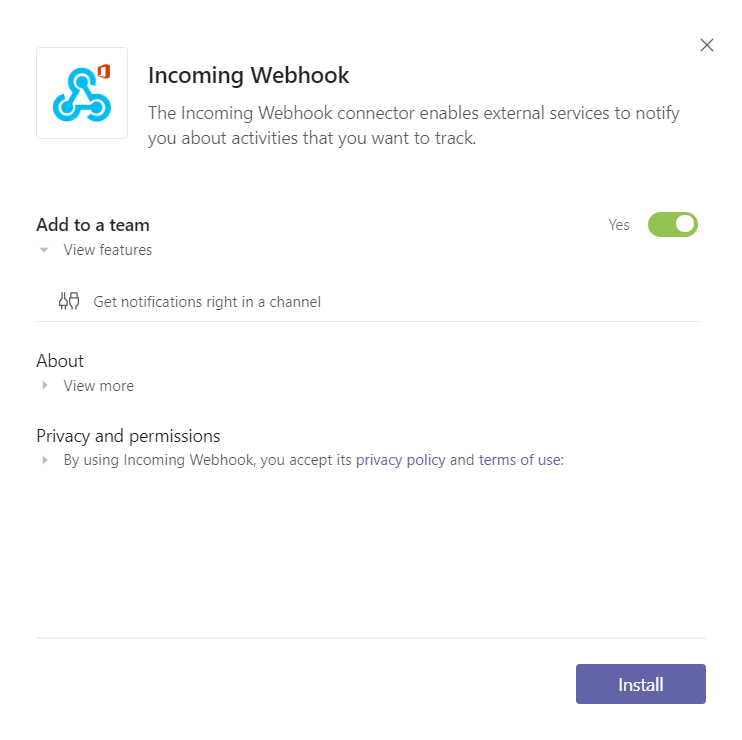 Incoming Webhook
The Incoming Webhook connector enables external services to notify
you about activities that you want to track.
Add to a team
Yes
View features
Get notifications right in a channel
About
View more
Privacy and permissions
By using Incoming Webhook, you accept its privacy policy and terms of use:
Install